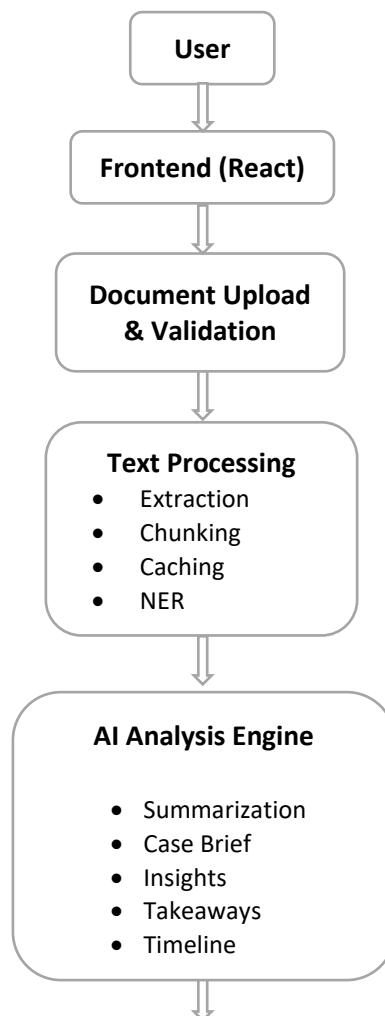 User
Frontend (React)
Document Upload
& Validation
Text Processing
• Extraction
• Chunking
• Caching
• NER
AI Analysis Engine
• Summarization
• Case Brief
• Insights
• Takeaways
• Timeline